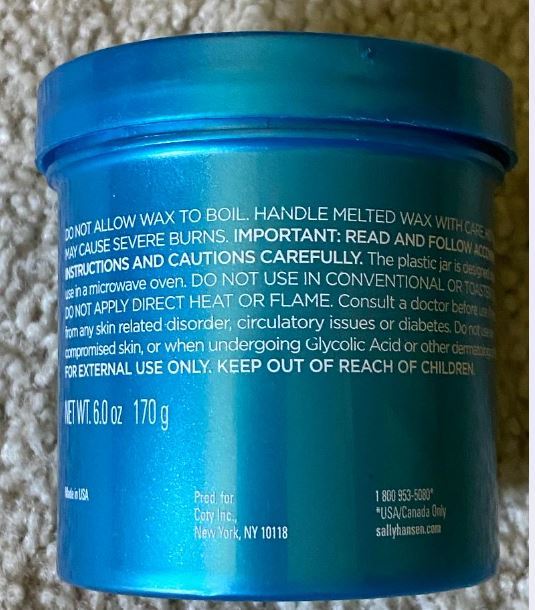 DO NOT ALLOW WAX TO BOIL. HANDLE MELTED WAX WITH CARE
MAY CAUSE SEVERE BURNS. IMPORTANT: READ AND FOLLOW
INSTRUCTIONS AND CAUTIONS CAREFULLY. The plastic jar is designed
use in a microwave oven. DO NOT USE IN CONVENTIONAL OR
DO NOT APPLY DIRECT HEAT OR FLAME. Consult a doctor before
from any skin related disorder, circulatory issues or diabetes. Do not
compromised skin, or when undergoing Glycolic Acid or other
FOR EXTERNAL USE ONLY. KEEP OUT OF REACH OF CHILDREN.
NET WT. 6.0 oz 170 g
Made in USA
Prod. for
Coty Inc.,
New York, NY 10118
1 800 953-5080*
*USA/Canada Only
sallyhansen.com